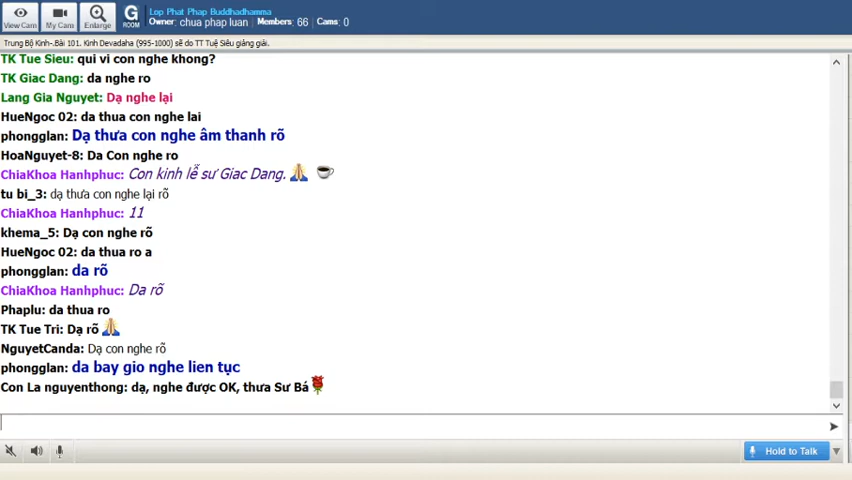 Lop Phat Phap Buddhadhamma
Owner: chua phap luan Members: 66 Cams: 0
View Cam My Cam Enlarge G ROOM
Trung Bộ Kinh-.Bài 101. Kinh Devadaha (995-1000) sẽ do TT Tuệ Siêu giảng giải.
TK Tue Sieu: qui vi con nghe khong?
TK Giac Dang: da nghe ro
Lang Gia Nguyet: Dạ nghe lại
HueNgoc 02: da thua con nghe lai
phongglan: Dạ thưa con nghe âm thanh rõ
HoaNguyet-8: Da Con nghe ro
ChiaKhoa Hanhphuc: Con kinh lễ sư Giac Dang.
tu bi_3: dạ thưa con nghe lại rõ
ChiaKhoa Hanhphuc: 11
khema_5: Dạ con nghe rõ
HueNgoc 02: da thua ro a
phongglan: da rõ
ChiaKhoa Hanhphuc: Da rõ
Phaplu: da thua ro
TK Tue Tri: Dạ rõ
NguyetCanda: Dạ con nghe rõ
phongglan: da bay gio nghe lien tục
Con La nguyenthong: dạ, nghe được OK, thưa Sư Bá
Hold to Talk